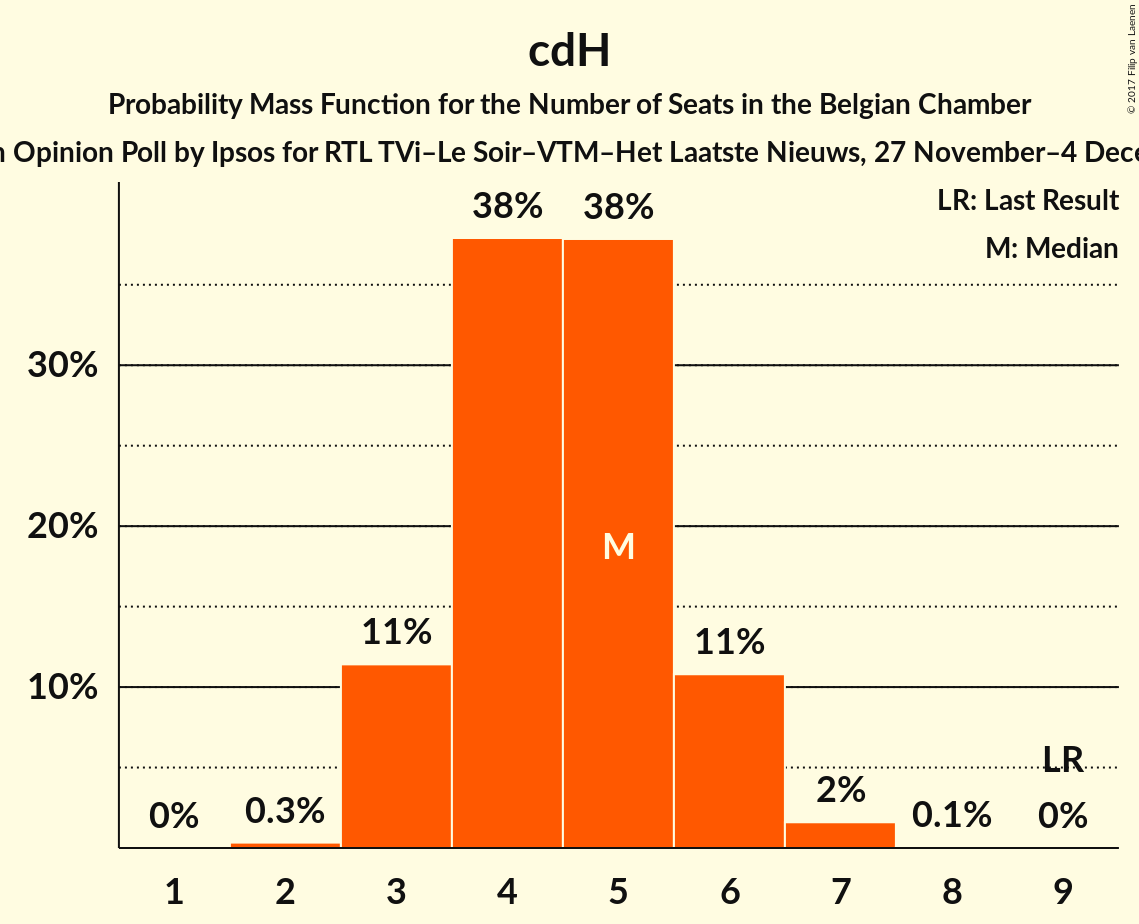 cdH
Probability Mass Function for the Number of Seats in the Belgian Chamber
Opinion Poll by Ipsos for RTL TVi–Le Soir–VTM–Het Laatste Nieuws, 27 November–4
© 2017 Filip van Laenen
LR: Last Result
M: Median
38% 38%
30%
20%
M
11% 11%
10%
LR
0% 0.3% 2% 0.1% 0%
1 2 3 4 5 6 7 8 9